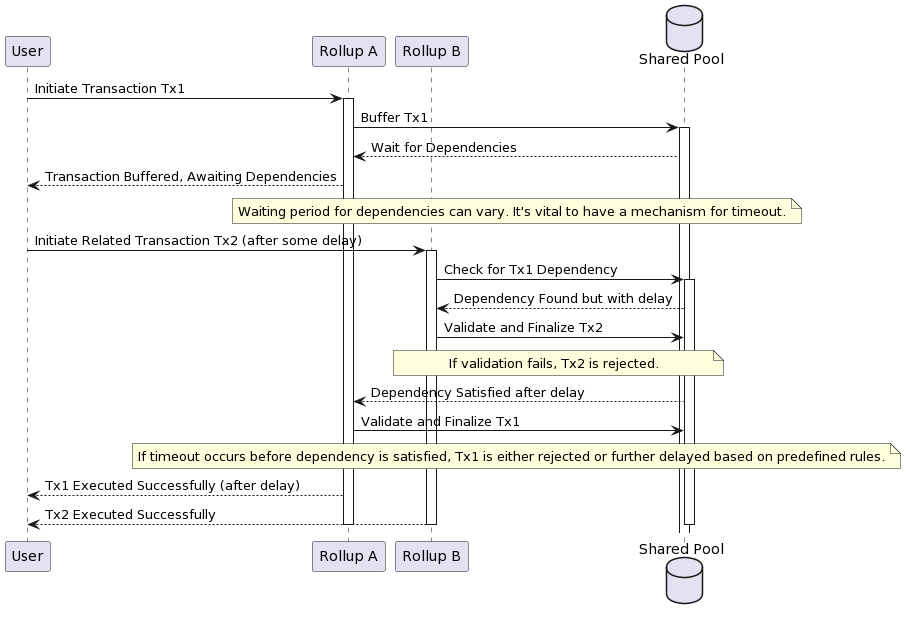 User
Rollup A
Rollup B
Shared Pool
Initiate Transaction Tx1
Buffer Tx1
Wait for Dependencies
Transaction Buffered, Awaiting Dependencies
Waiting period for dependencies can vary. It's vital to have a mechanism for timeout.
Initiate Related Transaction Tx2 (after some delay)
Check for Tx1 Dependency
Dependency Found but with delay
Validate and Finalize Tx2
If validation fails, Tx2 is rejected.
Dependency Satisfied after delay
Validate and Finalize Tx1
If timeout occurs before dependency is satisfied, Tx1 is either rejected or further delayed based on predefined rules.
Tx1 Executed Successfully (after delay)
Tx2 Executed Successfully
User
Rollup A
Rollup B
Shared Pool